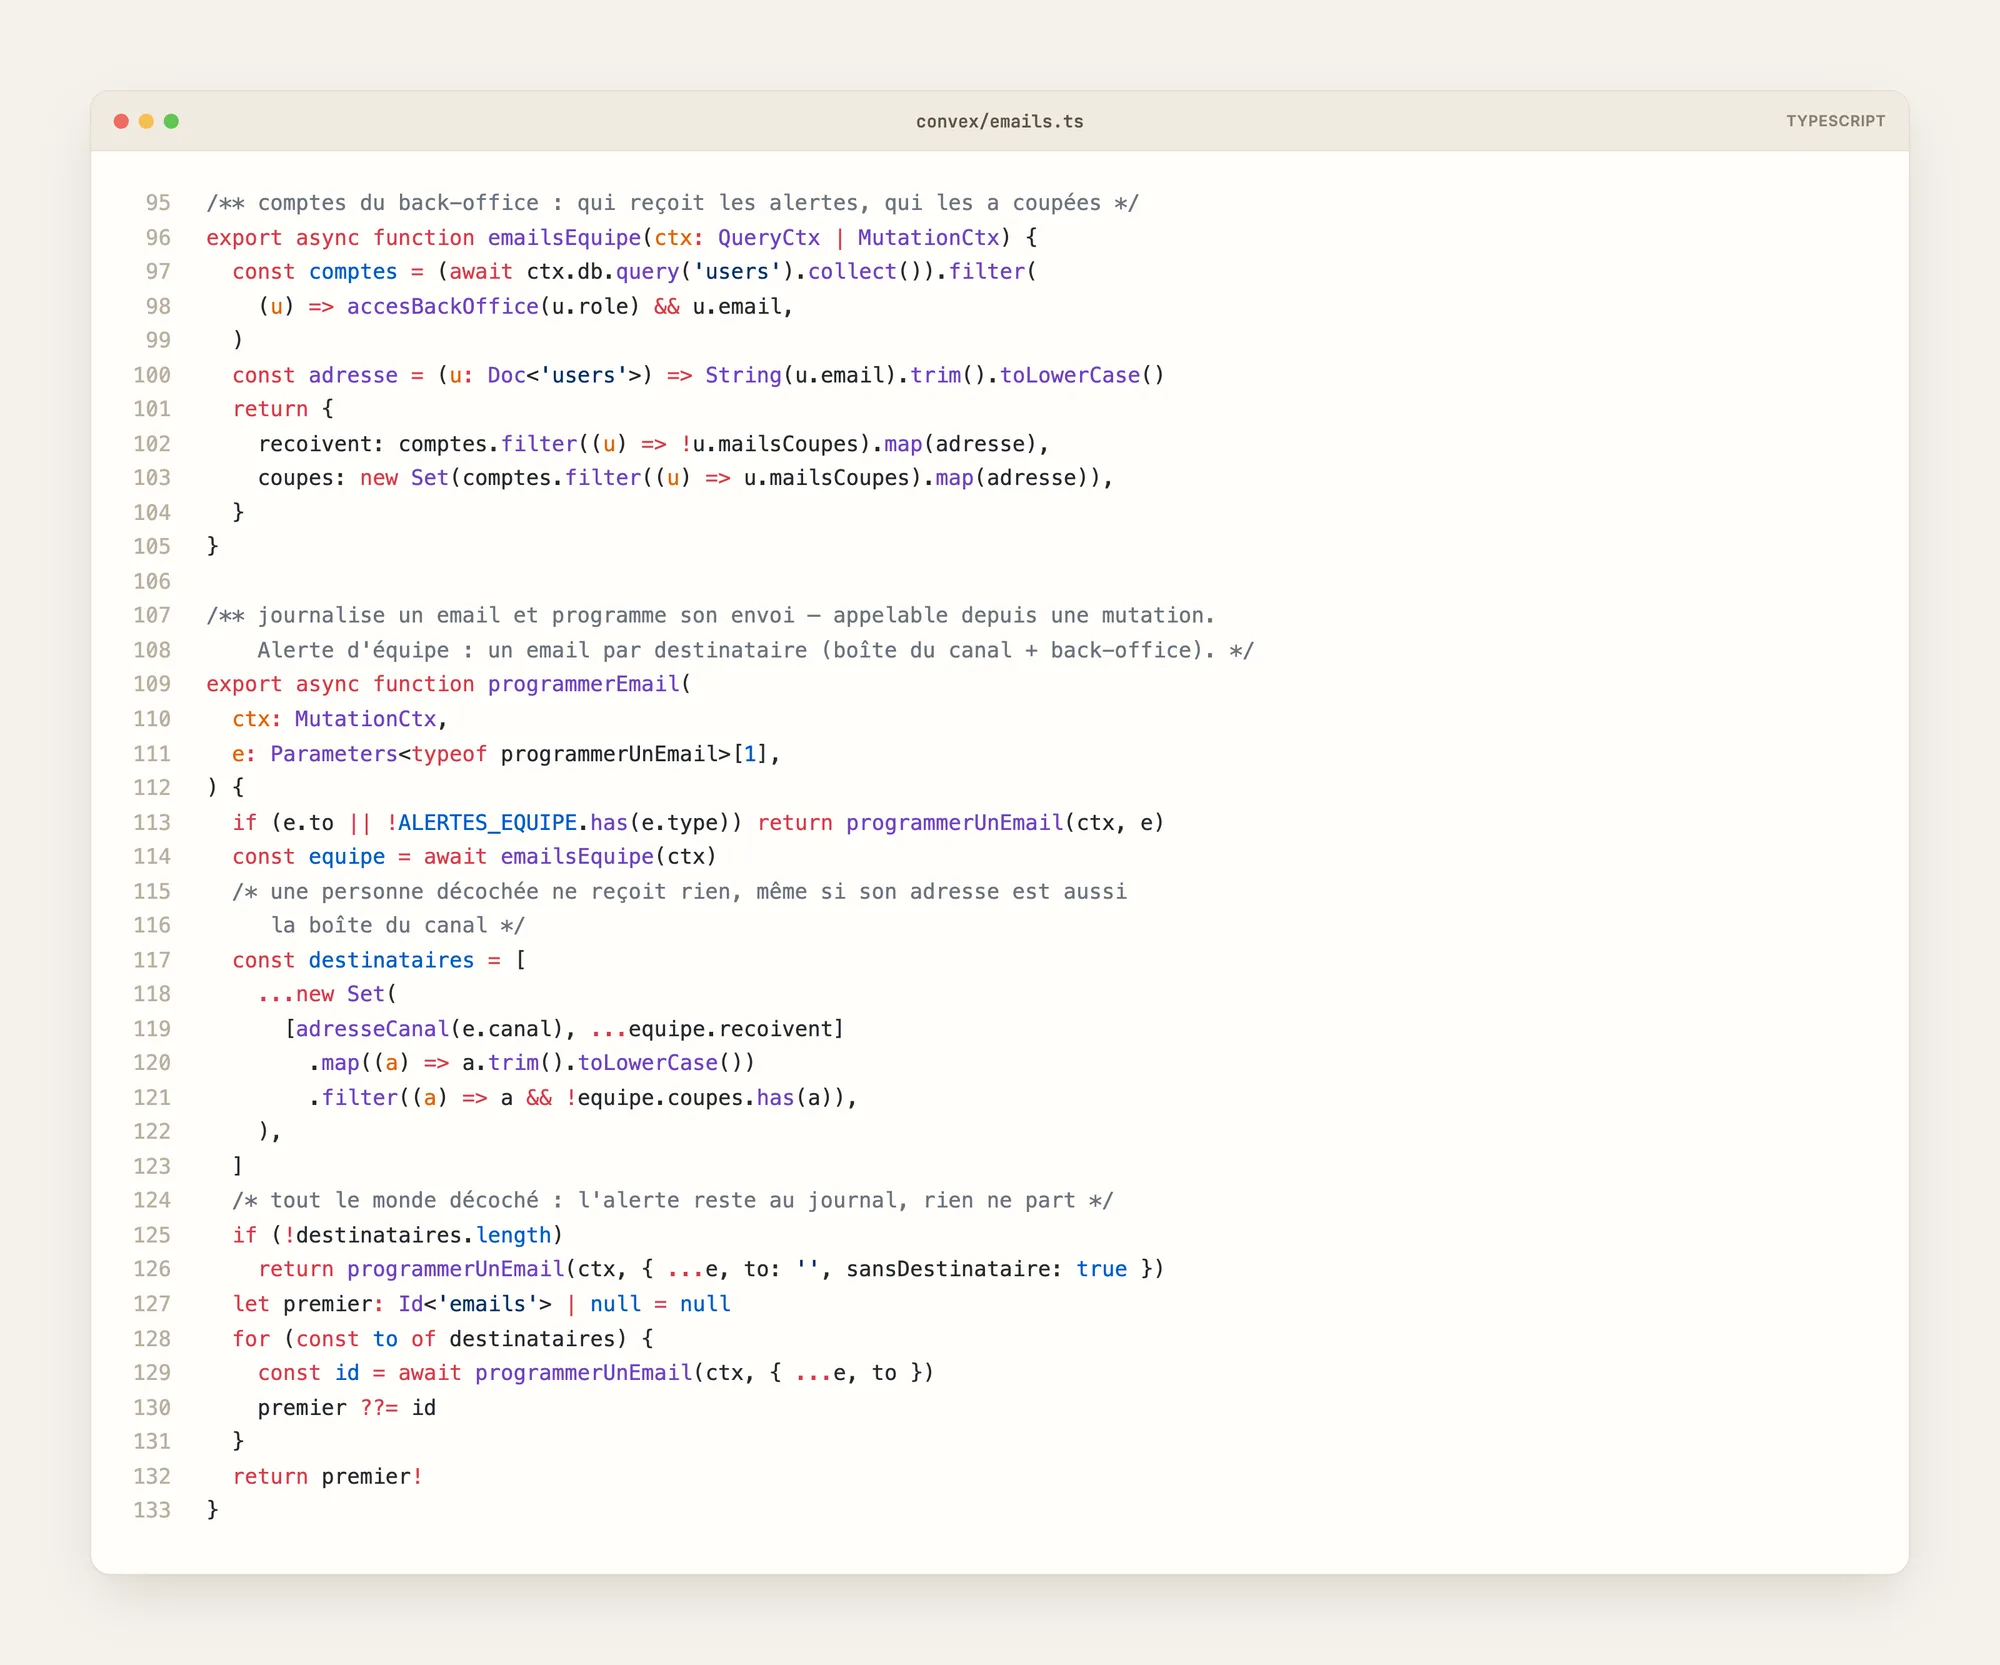 convex/emails.ts
TYPESCRIPT
95 /** comptes du back-office : qui reçoit les alertes, qui les a coupées */
96 export async function emailsEquipe(ctx: QueryCtx | MutationCtx) {
97   const comptes = (await ctx.db.query('users').collect()).filter(
98     (u) => accesBackOffice(u.role) && u.email,
99   )
100   const adresse = (u: Doc<'users'>) => String(u.email).trim().toLowerCase()
101   return {
102     recoivent: comptes.filter((u) => !u.mailsCoupes).map(adresse),
103     coupes: new Set(comptes.filter((u) => u.mailsCoupes).map(adresse)),
104   }
105 }
106
107 /** journalise un email et programme son envoi — appelable depuis une mutation.
108     Alerte d'équipe : un email par destinataire (boîte du canal + back-office). */
109 export async function programmerEmail(
110   ctx: MutationCtx,
111   e: Parameters<typeof programmerUnEmail>[1],
112 ) {
113   if (e.to || !ALERTES_EQUIPE.has(e.type)) return programmerUnEmail(ctx, e)
114   const equipe = await emailsEquipe(ctx)
115   /* une personne décochée ne reçoit rien, même si son adresse est aussi
116      la boîte du canal */
117   const destinataires = [
118     ...new Set(
119       [adresseCanal(e.canal), ...equipe.recoivent]
120         .map((a) => a.trim().toLowerCase())
121         .filter((a) => a && !equipe.coupes.has(a)),
122     ),
123   ]
124   /* tout le monde décoché : l'alerte reste au journal, rien ne part */
125   if (!destinataires.length)
126     return programmerUnEmail(ctx, { ...e, to: '', sansDestinataire: true })
127   let premier: Id<'emails'> | null = null
128   for (const to of destinataires) {
129     const id = await programmerUnEmail(ctx, { ...e, to })
130     premier ??= id
131   }
132   return premier!
133 }